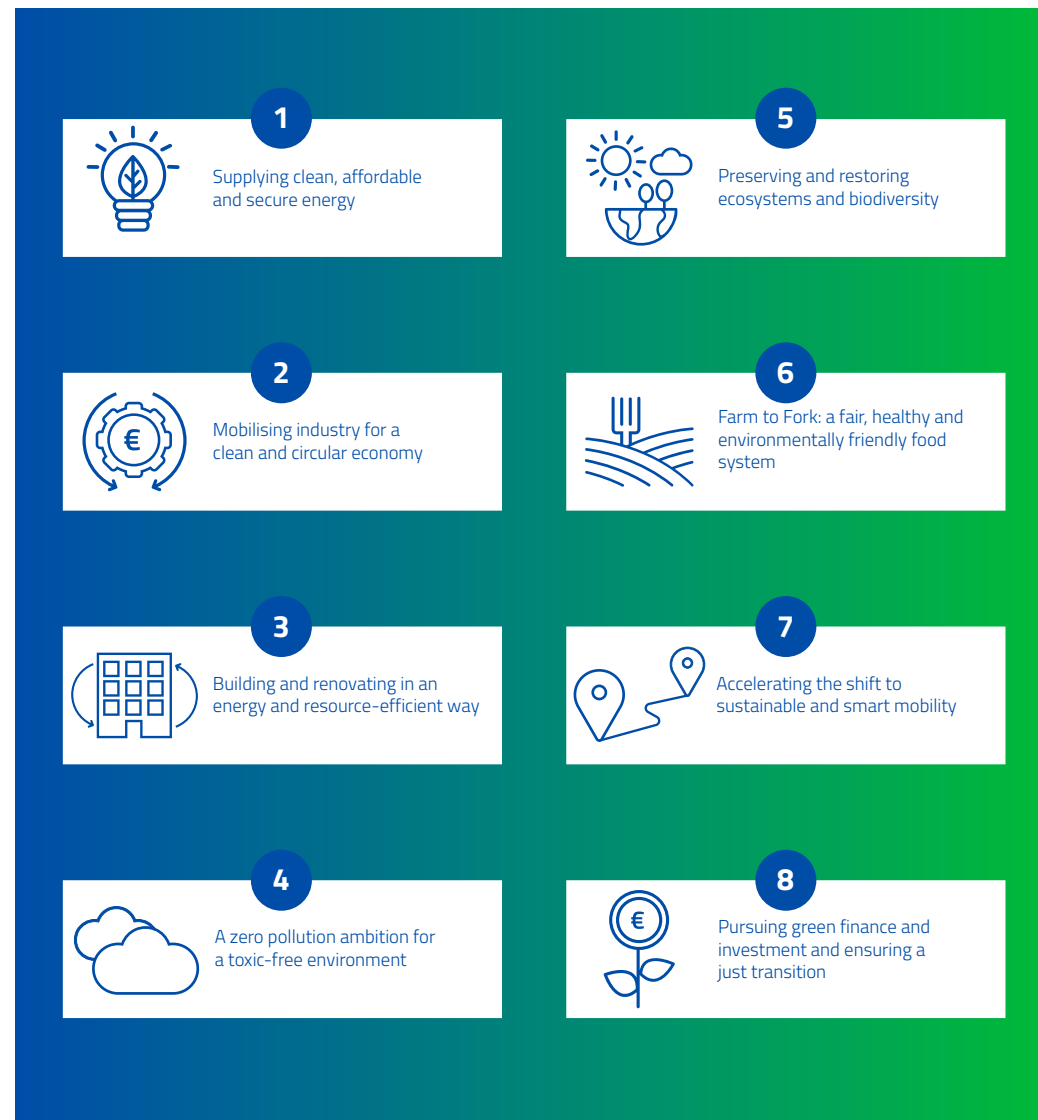 1
Supplying clean, affordable
and secure energy
2
€
Mobilising industry for a
clean and circular economy
3
Building and renovating in an
energy and resource-efficient way
4
A zero pollution ambition for
a toxic-free environment
5
Preserving and restoring
ecosystems and biodiversity
6
Farm to Fork: a fair, healthy and
environmentally friendly food
system
7
Accelerating the shift to
sustainable and smart mobility
8
€
Pursuing green finance and
investment and ensuring a
just transition